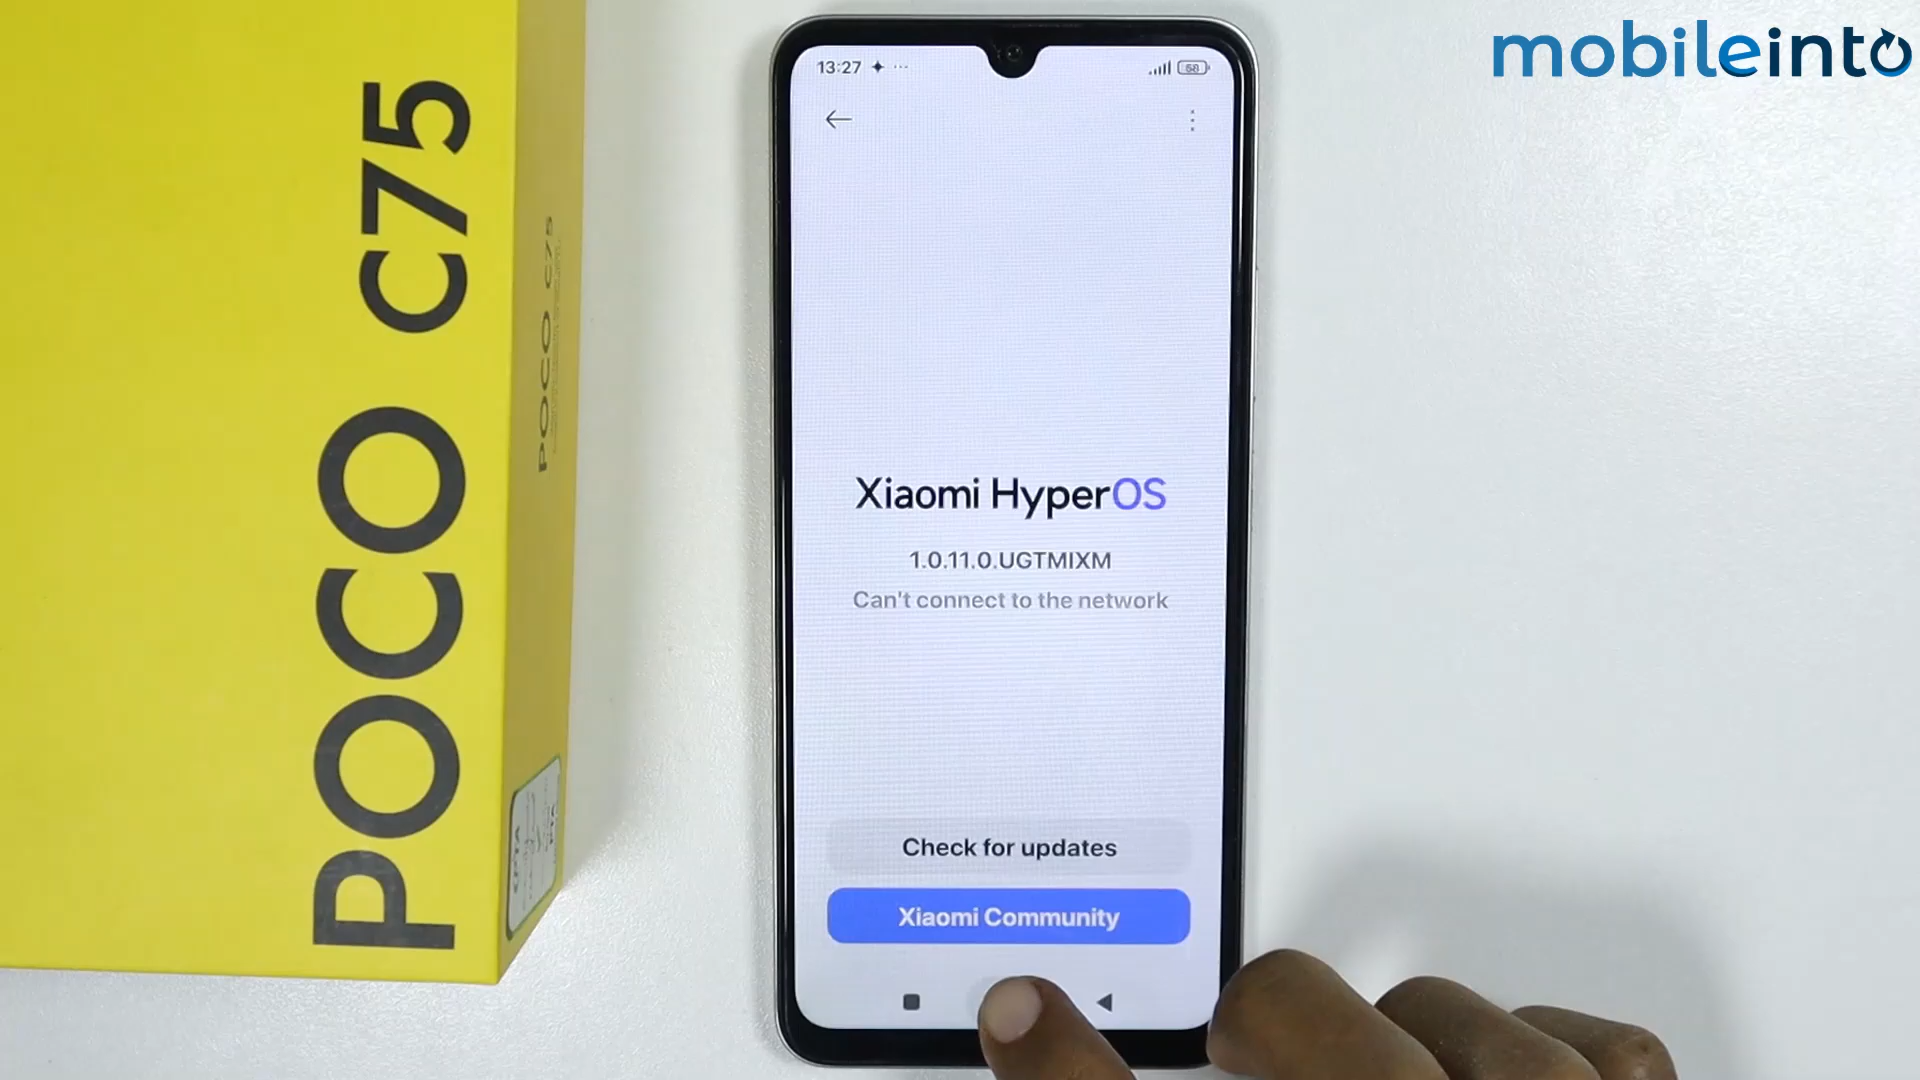 mobileinto
POCO C75
POCO C75
13:27
58
Xiaomi HyperOS
1.0.11.0.UGTMIXM
Can't connect to the network
Check for updates
Xiaomi Community